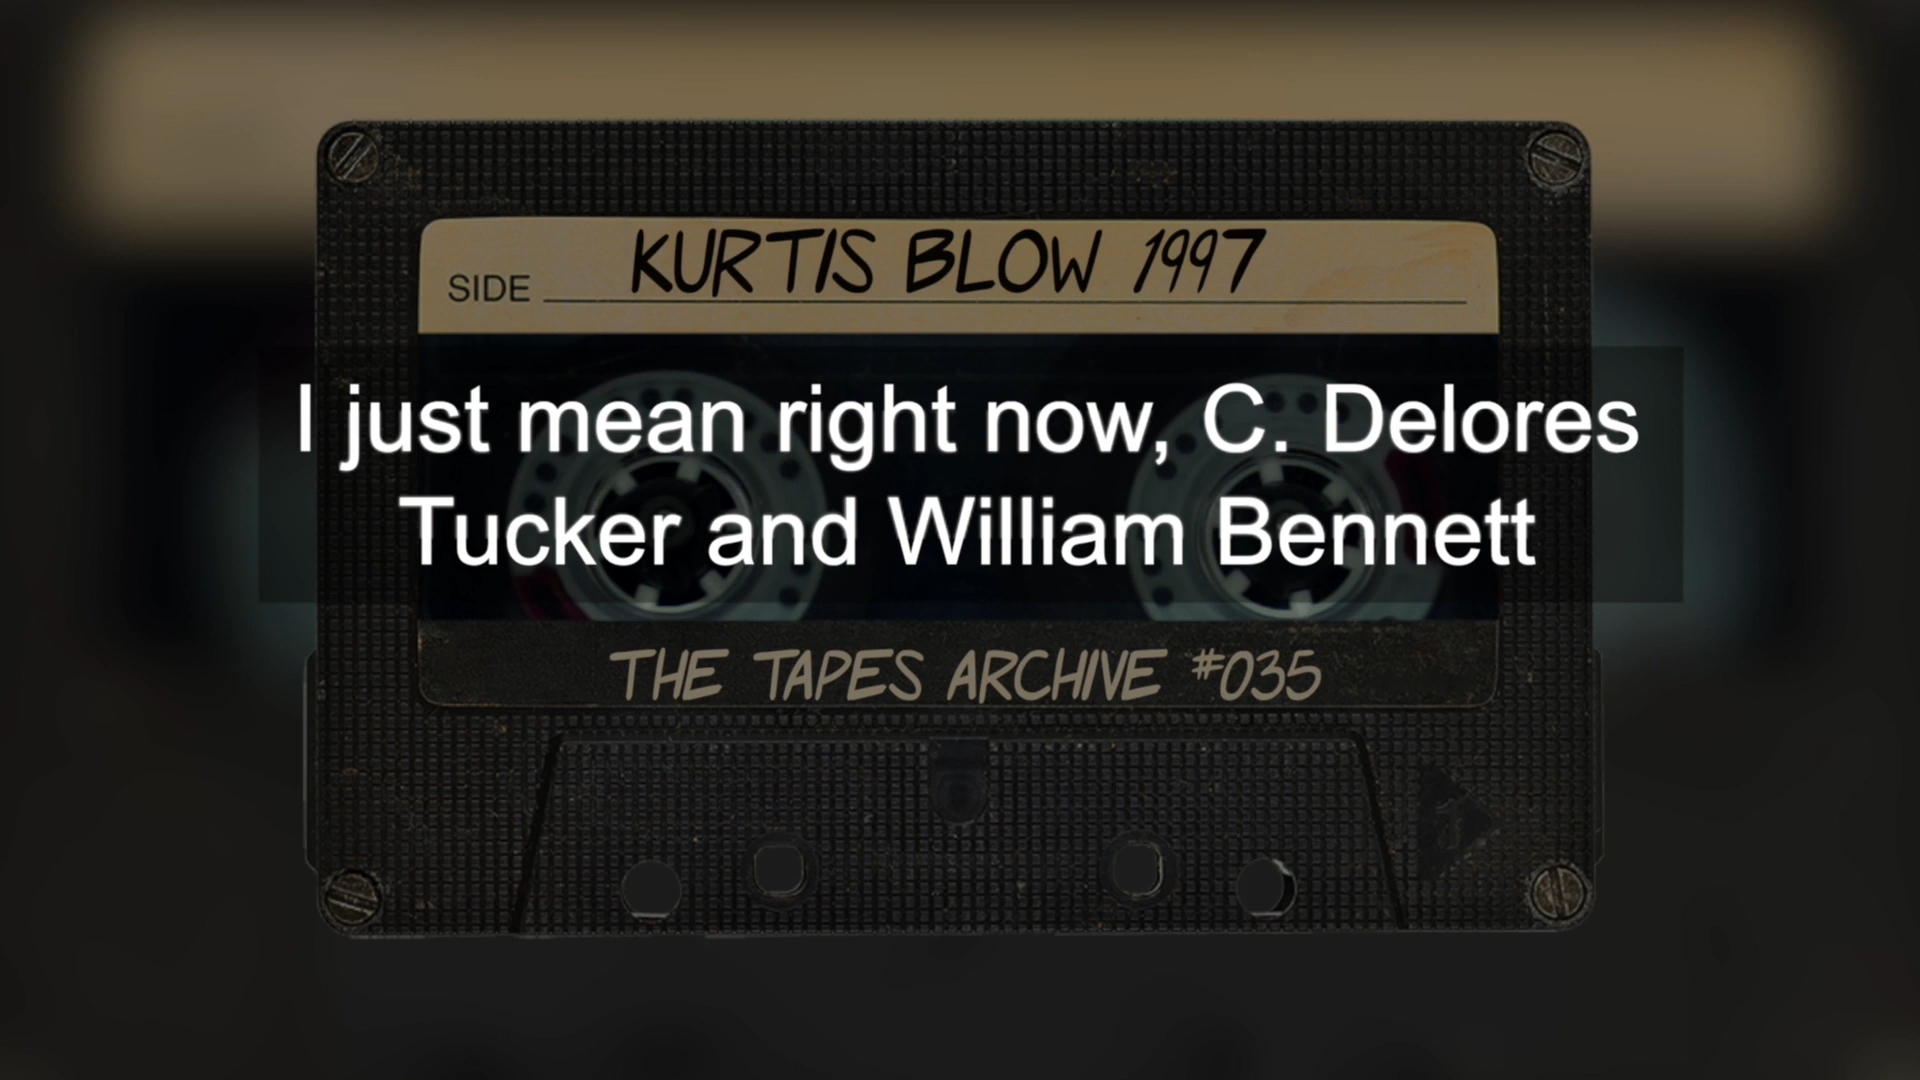 KURTIS BLOW 1997
SIDE
I just mean right now, C. Delores
Tucker and William Bennett
THE TAPES ARCHIVE #035